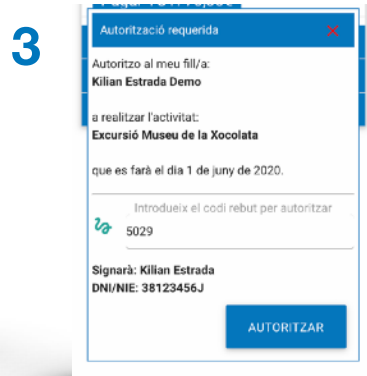 3
Autorització requerida
Autoritzo al meu fill/a:
Kilian Estrada Demo
a realitzar l'activitat:
Excursió Museu de la Xocolata
que es farà el dia 1 de juny de 2020.
Introdueix el codi rebut per autoritzar
5029
Signarà: Kilian Estrada
DNI/NIE: 38123456J
AUTORITZAR